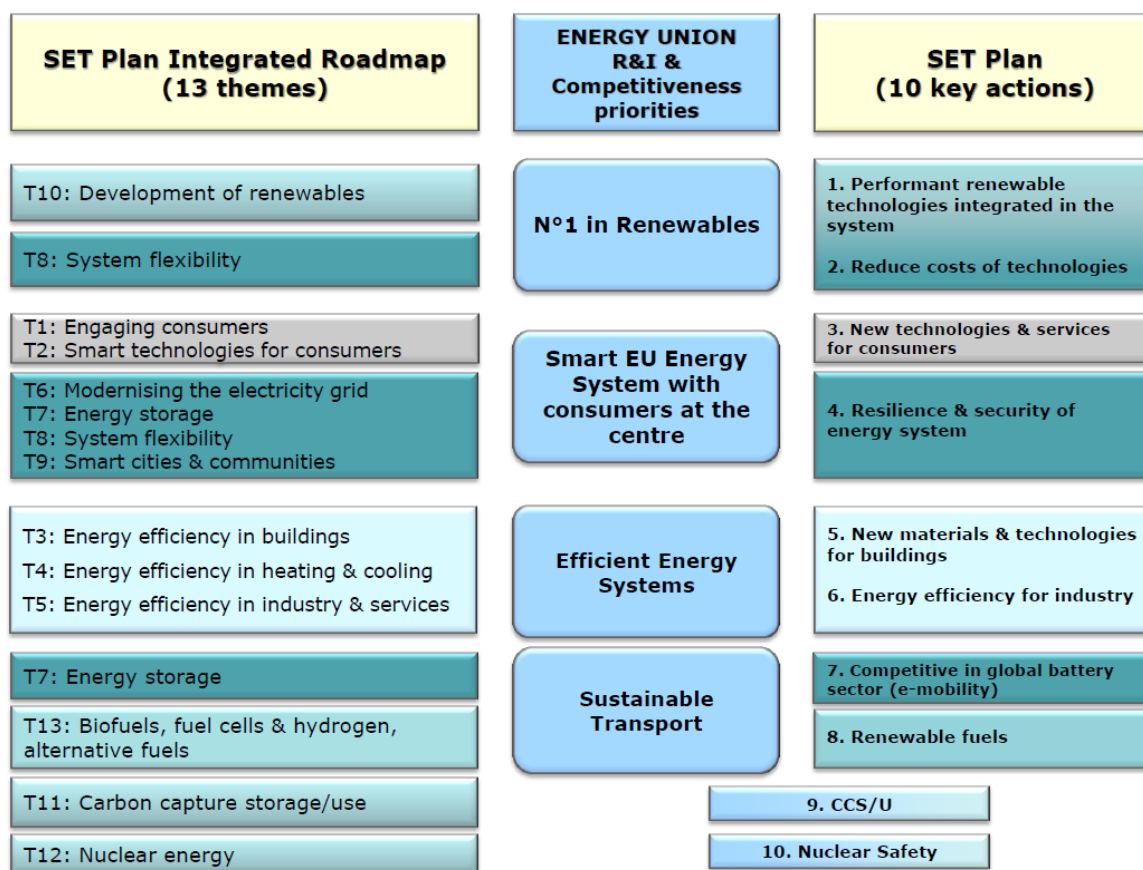 SET Plan Integrated Roadmap
(13 themes)
ENERGY UNION
R&I &
Competitiveness
priorities
SET Plan
(10 key actions)
T10: Development of renewables
T8: System flexibility
N°1 in Renewables
1. Performant renewable
technologies integrated in the
system
2. Reduce costs of technologies
T1: Engaging consumers
T2: Smart technologies for consumers
T6: Modernising the electricity grid
T7: Energy storage
T8: System flexibility
T9: Smart cities & communities
Smart EU Energy
System with
consumers at the
centre
3. New technologies & services
for consumers
4. Resilience & security of
energy system
T3: Energy efficiency in buildings
T4: Energy efficiency in heating & cooling
T5: Energy efficiency in industry & services
Efficient Energy
Systems
5. New materials & technologies
for buildings
6. Energy efficiency for industry
T7: Energy storage
T13: Biofuels, fuel cells & hydrogen,
alternative fuels
Sustainable
Transport
7. Competitive in global battery
sector (e-mobility)
8. Renewable fuels
T11: Carbon capture storage/use
9. CCS/U
T12: Nuclear energy
10. Nuclear Safety